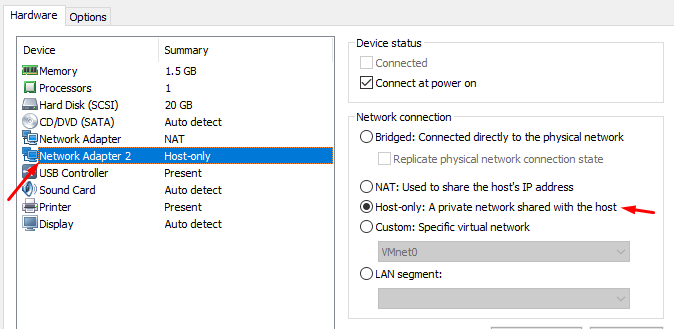 Hardware Options
Device Summary
Memory 1.5 GB
Processors 1
Hard Disk (SCSI) 20 GB
CD/DVD (SATA) Auto detect
Network Adapter NAT
Network Adapter 2 Host-only
USB Controller Present
Sound Card Auto detect
Printer Present
Display Auto detect
Device status
Connected
Connect at power on
Network connection
Bridged: Connected directly to the physical network
Replicate physical network connection state
NAT: Used to share the host's IP address
Host-only: A private network shared with the host
Custom: Specific virtual network
VMnet0
LAN segment: